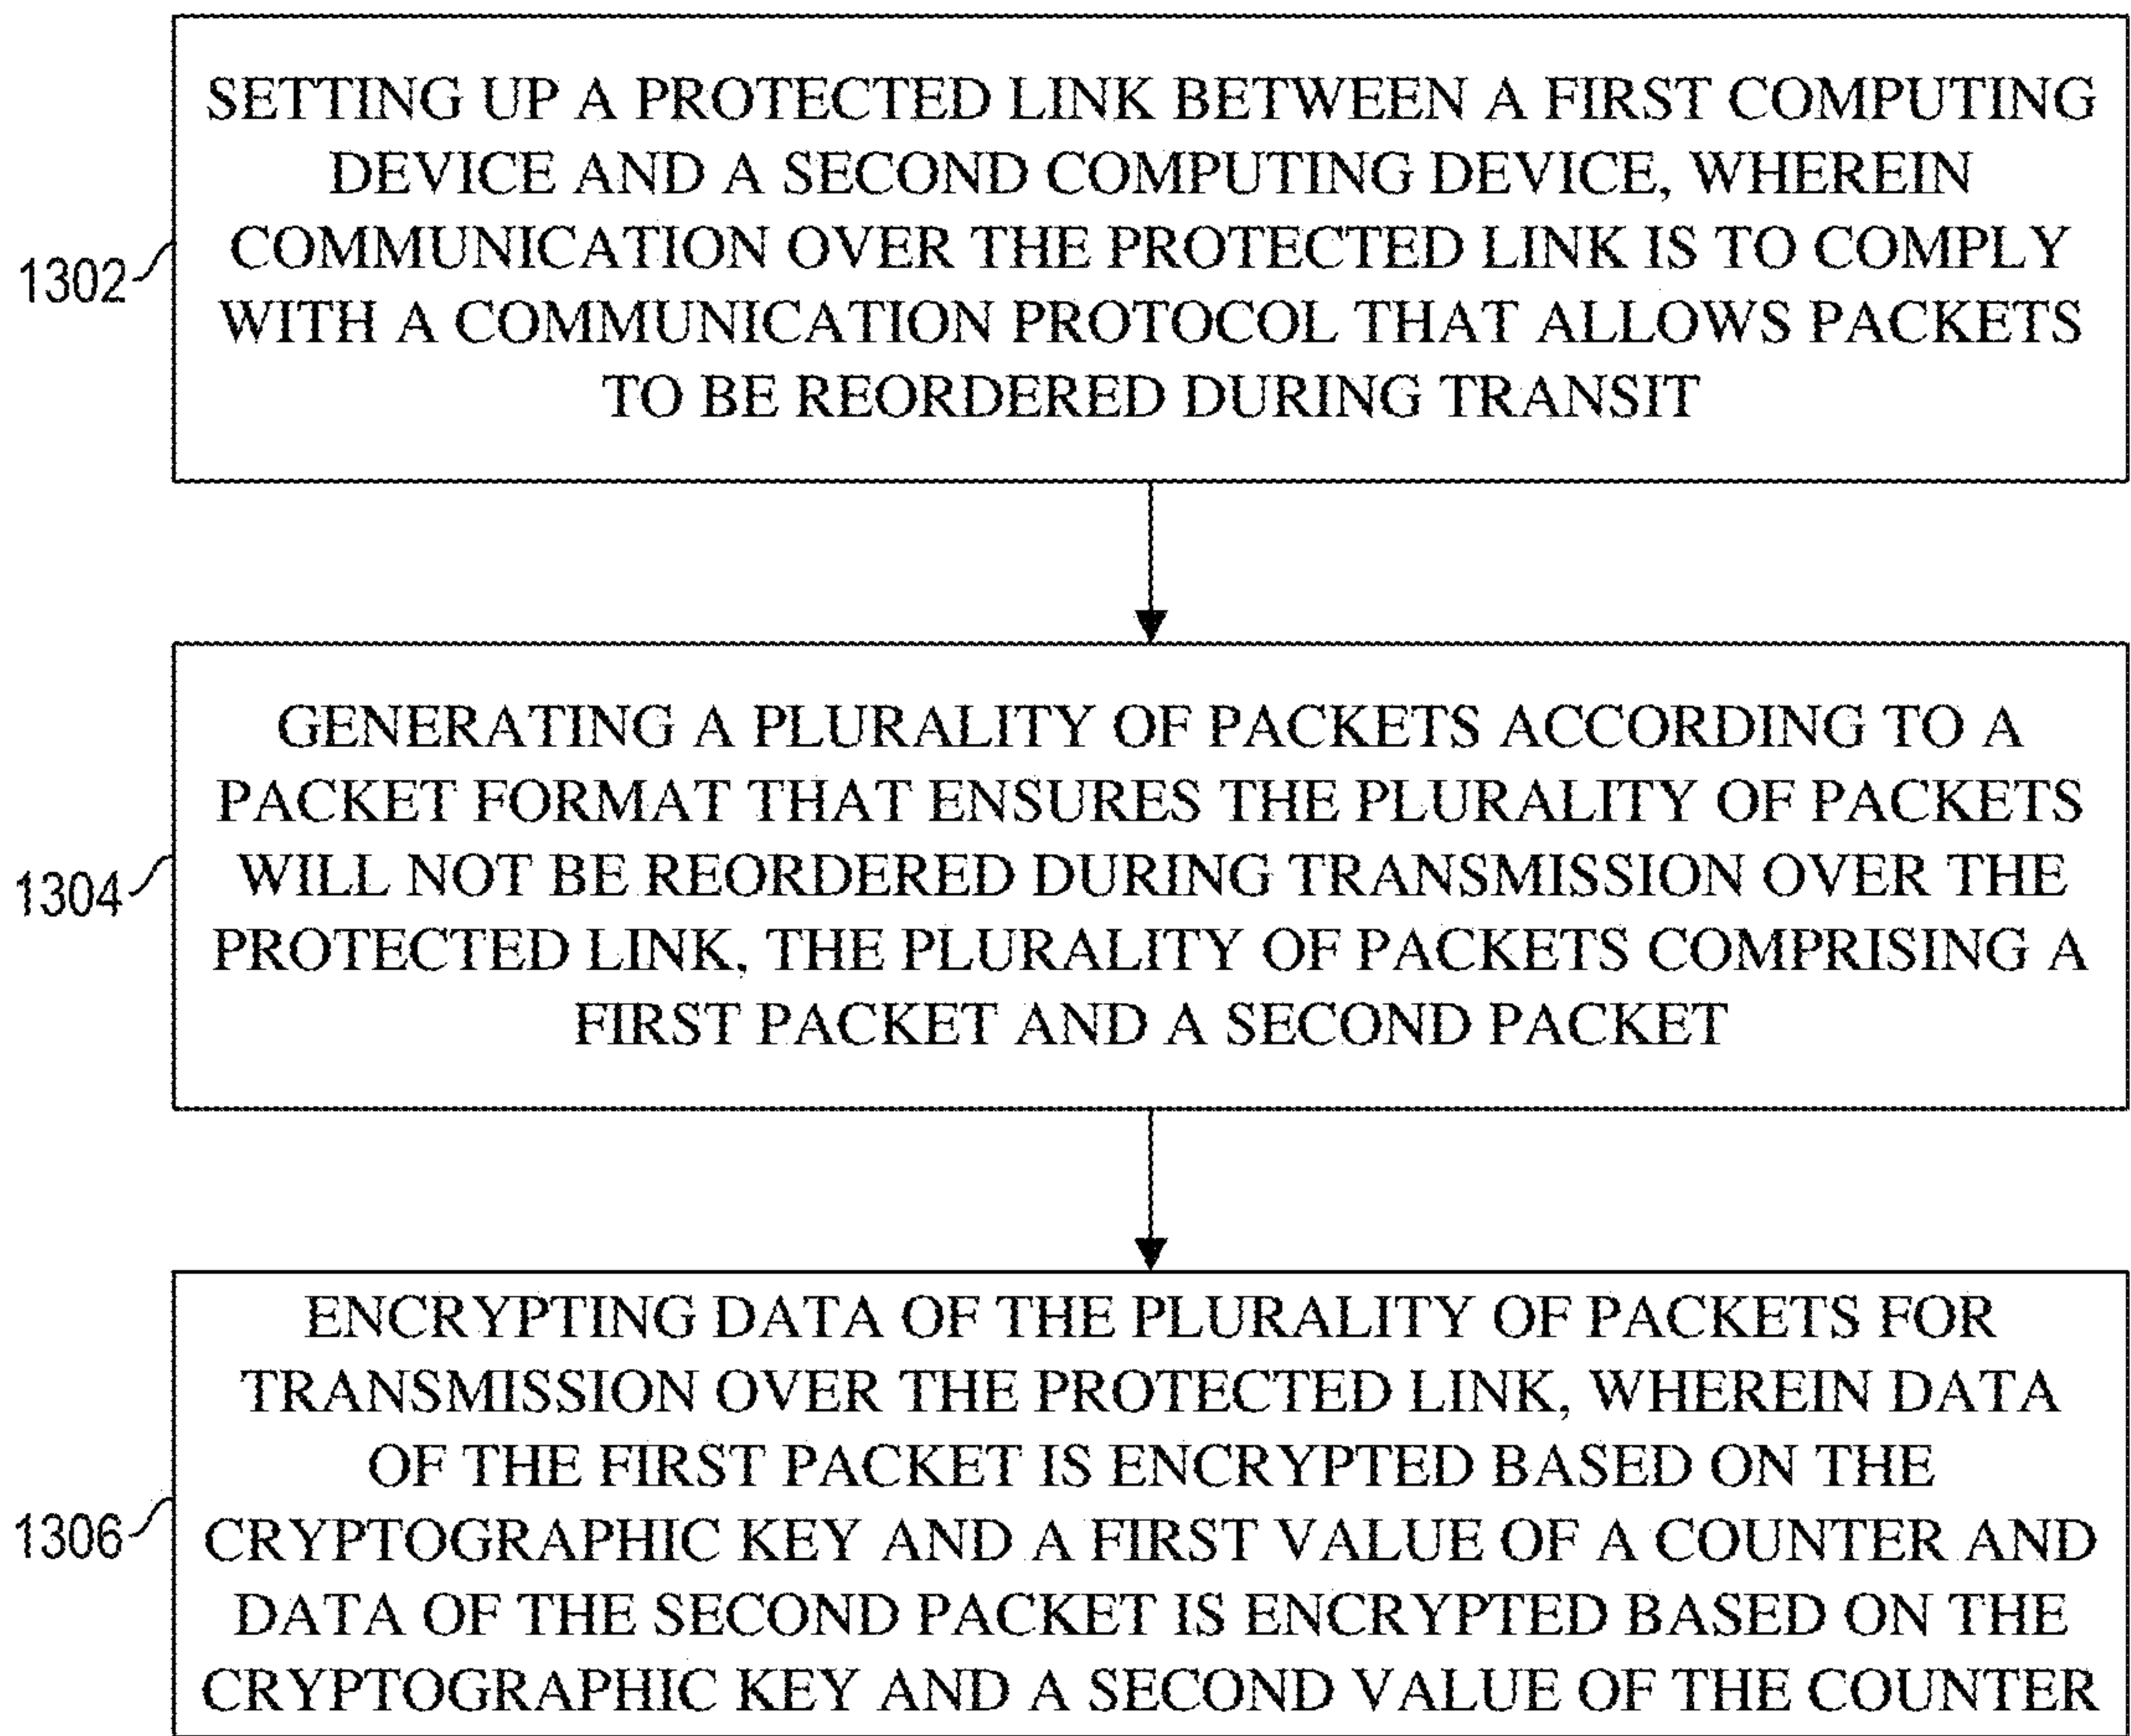 SETTING UP A PROTECTED LINK BETWEEN A FIRST COMPUTING
DEVICE AND A SECOND COMPUTING DEVICE, WHEREIN
COMMUNICATION OVER THE PROTECTED LINK IS TO COMPLY
WITH A COMMUNICATION PROTOCOL THAT ALLOWS PACKETS
TO BE REORDERED DURING TRANSIT
1302
GENERATING A PLURALITY OF PACKETS ACCORDING TO A
PACKET FORMAT THAT ENSURES THE PLURALITY OF PACKETS
WILL NOT BE REORDERED DURING TRANSMISSION OVER THE
PROTECTED LINK, THE PLURALITY OF PACKETS COMPRISING A
FIRST PACKET AND A SECOND PACKET
1304
ENCRYPTING DATA OF THE PLURALITY OF PACKETS FOR
TRANSMISSION OVER THE PROTECTED LINK, WHEREIN DATA
OF THE FIRST PACKET IS ENCRYPTED BASED ON THE
CRYPTOGRAPHIC KEY AND A FIRST VALUE OF A COUNTER AND
DATA OF THE SECOND PACKET IS ENCRYPTED BASED ON THE
CRYPTOGRAPHIC KEY AND A SECOND VALUE OF THE COUNTER
1306